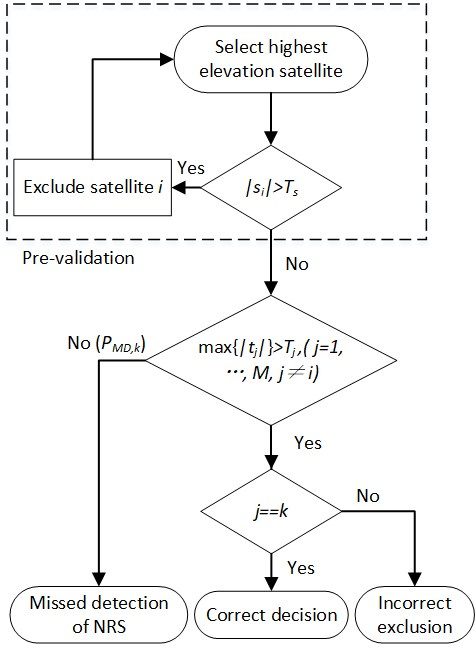 Select highest
elevation satellite
Yes
Exclude satellite i
|si|>Ts
Pre-validation
No
No (PMD,k)
max{|tj|}>Tj,( j=1,
⋯, M, j≠i)
Yes
No
j==k
Yes
Missed detection
of NRS
Correct decision
Incorrect
exclusion